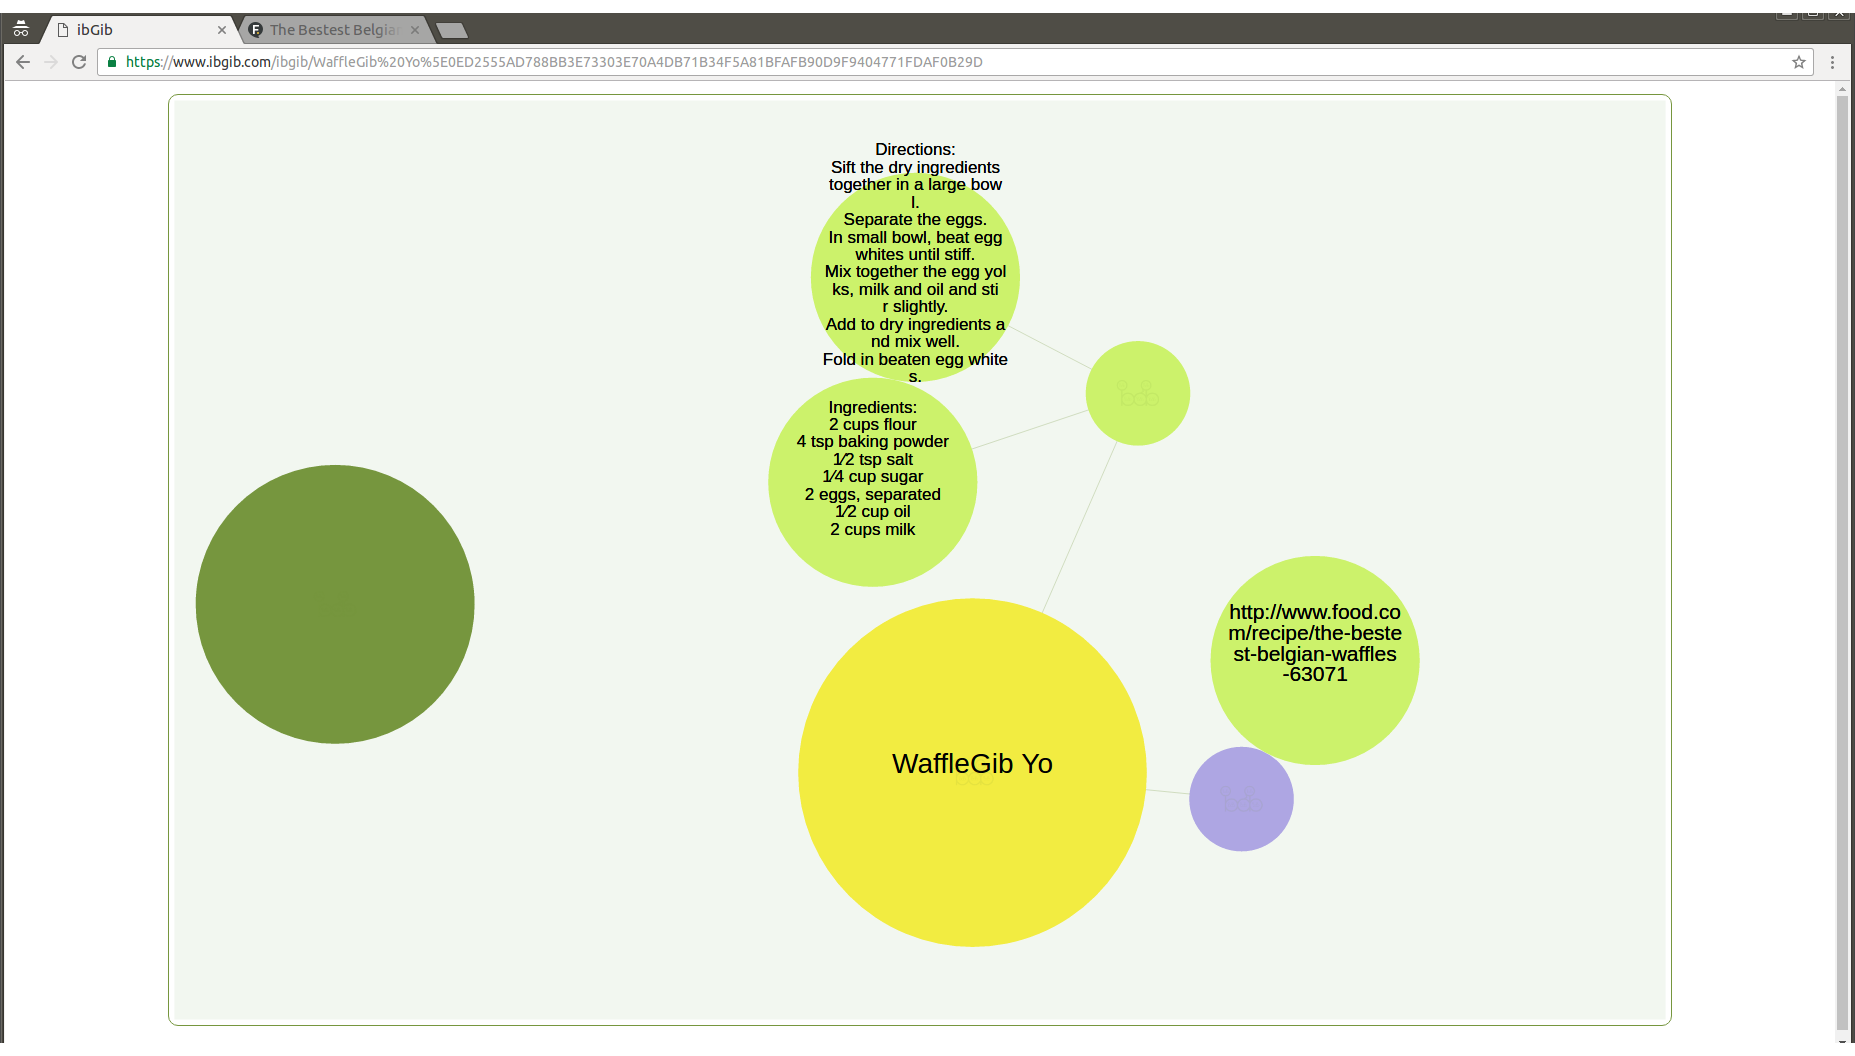 ibGib
The Bestest Belgian
https://www.ibgib.com/ibgib/WaffleGib%20Yo%5E0ED2555AD788BB3E73303E70A4DB71B34F5A81BFAFB90D9F9404771FDAF0B29D
Directions:
Sift the dry ingredients
together in a large bow
l.
Separate the eggs.
In small bowl, beat egg
whites until stiff.
Mix together the egg yol
ks, milk and oil and sti
r slightly.
Add to dry ingredients a
nd mix well.
Fold in beaten egg white
s.
Ingredients:
2 cups flour
4 tsp baking powder
1⁄2 tsp salt
1⁄4 cup sugar
2 eggs, separated
1⁄2 cup oil
2 cups milk
http://www.food.co
m/recipe/the-beste
st-belgian-waffles
-63071
WaffleGib Yo